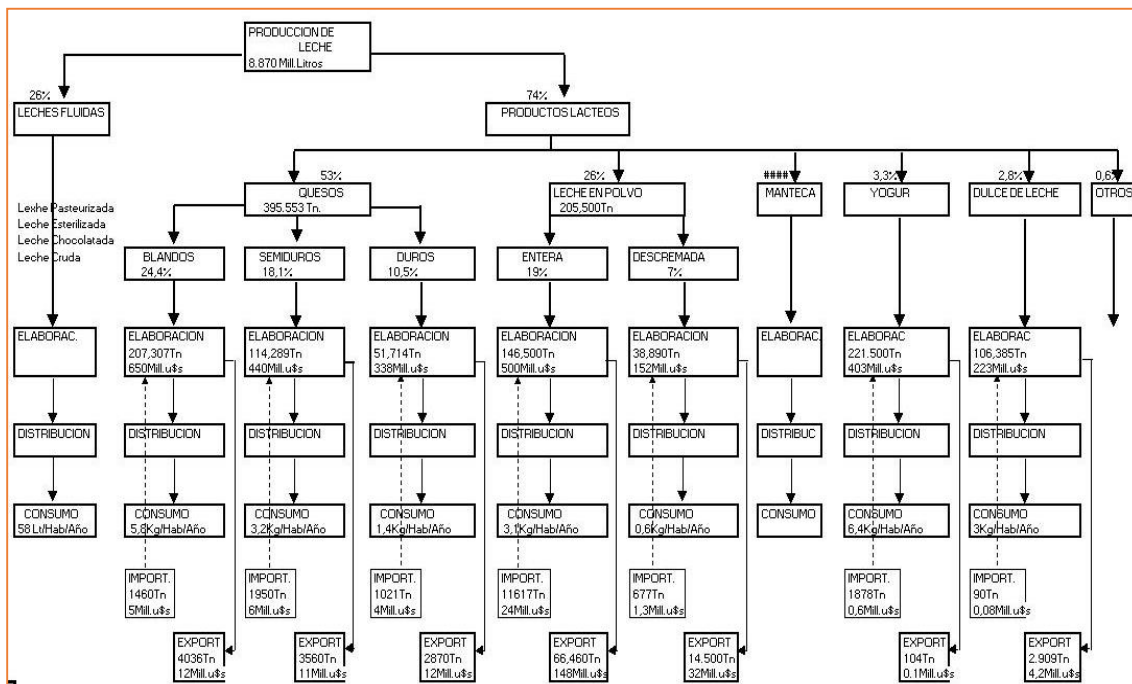 PRODUCCION DE
LECHE
8.870 Mill.Litros
26%
LECHES FLUIDAS
74%
PRODUCTOS LACTEOS
53%
QUESOS
395.553 Tn.
26%
LECHE EN POLVO
205,500Tn
####
MANTECA
3,3%
YOGUR
2,8%
DULCE DE LECHE
0,6%
OTROS
Lexhe Pasteurizada
Leche Esterilizada
Leche Chocolatada
Leche Cruda
BLANDOS
24,4%
SEMIDUROS
18,1%
DUROS
10,5%
ENTERA
19%
DESCREMADA
7%
ELABORAC.
ELABORACION
207,307Tn
650Mill.u$s
ELABORACION
114,289Tn
440Mill.u$s
ELABORACION
51,714Tn
338Mill.u$s
ELABORACION
146,500Tn
500Mill.u$s
ELABORACION
38,890Tn
152Mill.u$s
ELABORAC.
ELABORAC
221.500Tn
403Mill.u$s
ELABORAC
106,385Tn
223Mill.u$s
DISTRIBUCION
DISTRIBUCION
DISTRIBUCION
DISTRIBUCION
DISTRIBUCION
DISTRIBUCION
DISTRIBUC
DISTRIBUCION
DISTRIBUCION
CONSUMO
58 Lt/Hab/Año
CONSUMO
5,8Kg/Hab/Año
CONSUMO
3,2Kg/Hab/Año
CONSUMO
1,4Kg/Hab/Año
CONSUMO
3,1Kg/Hab/Año
CONSUMO
0,6Kg/Hab/Año
CONSUMO
CONSUMO
6,4Kg/Hab/Año
CONSUMO
3Kg/Hab/Año
IMPORT.
1460Tn
5Mill.u$s
IMPORT.
1950Tn
6Mill.u$s
IMPORT.
1021Tn
4Mill.u$s
IMPORT.
11617Tn
24Mill.u$s
IMPORT.
677Tn
1,3Mill.u$s
IMPORT.
1878Tn
0,6Mill.u$s
IMPORT.
90Tn
0,08Mill.u$s
EXPORT
4036Tn
12Mill.u$s
EXPORT
3560Tn
11Mill.u$s
EXPORT
2870Tn
12Mill.u$s
EXPORT
66,460Tn
148Mill.u$s
EXPORT
14.500Tn
32Mill.u$s
EXPORT
104Tn
0.1Mill.u$s
EXPORT
2.909Tn
4,2Mill.u$s